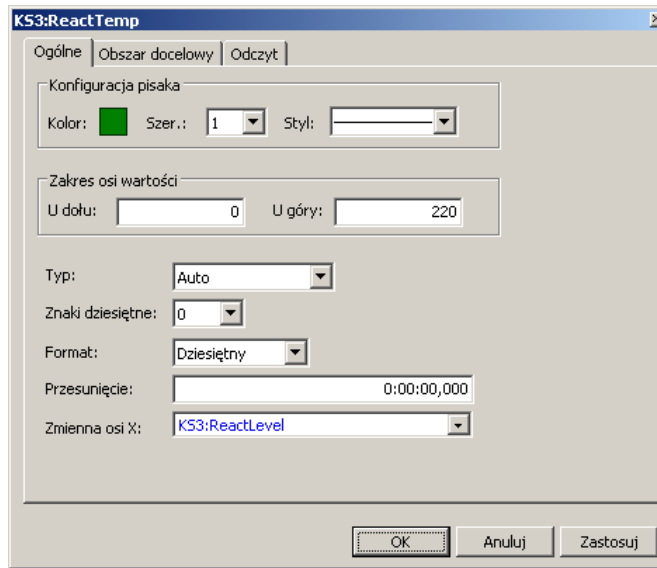 KS3:ReactTemp
Ogólne Obszar docelowy Odczyt
Konfiguracja pisaka
Kolor: Szer.: 1 Styl:
Zakres osi wartości
U dołu: 0 U góry: 220
Typ: Auto
Znaki dziesiętne: 0
Format: Dziesiętny
Przesunięcie: 0:00:00,000
Zmienna osi X: KS3:ReactLevel
OK Anuluj Zastosuj